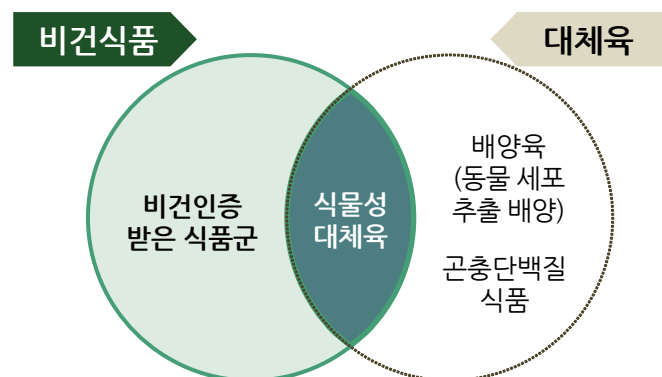 비건식품
대체육
비건인증
받은 식품군
식물성
대체육
배양육
(동물 세포
추출 배양)
곤충단백질
식품